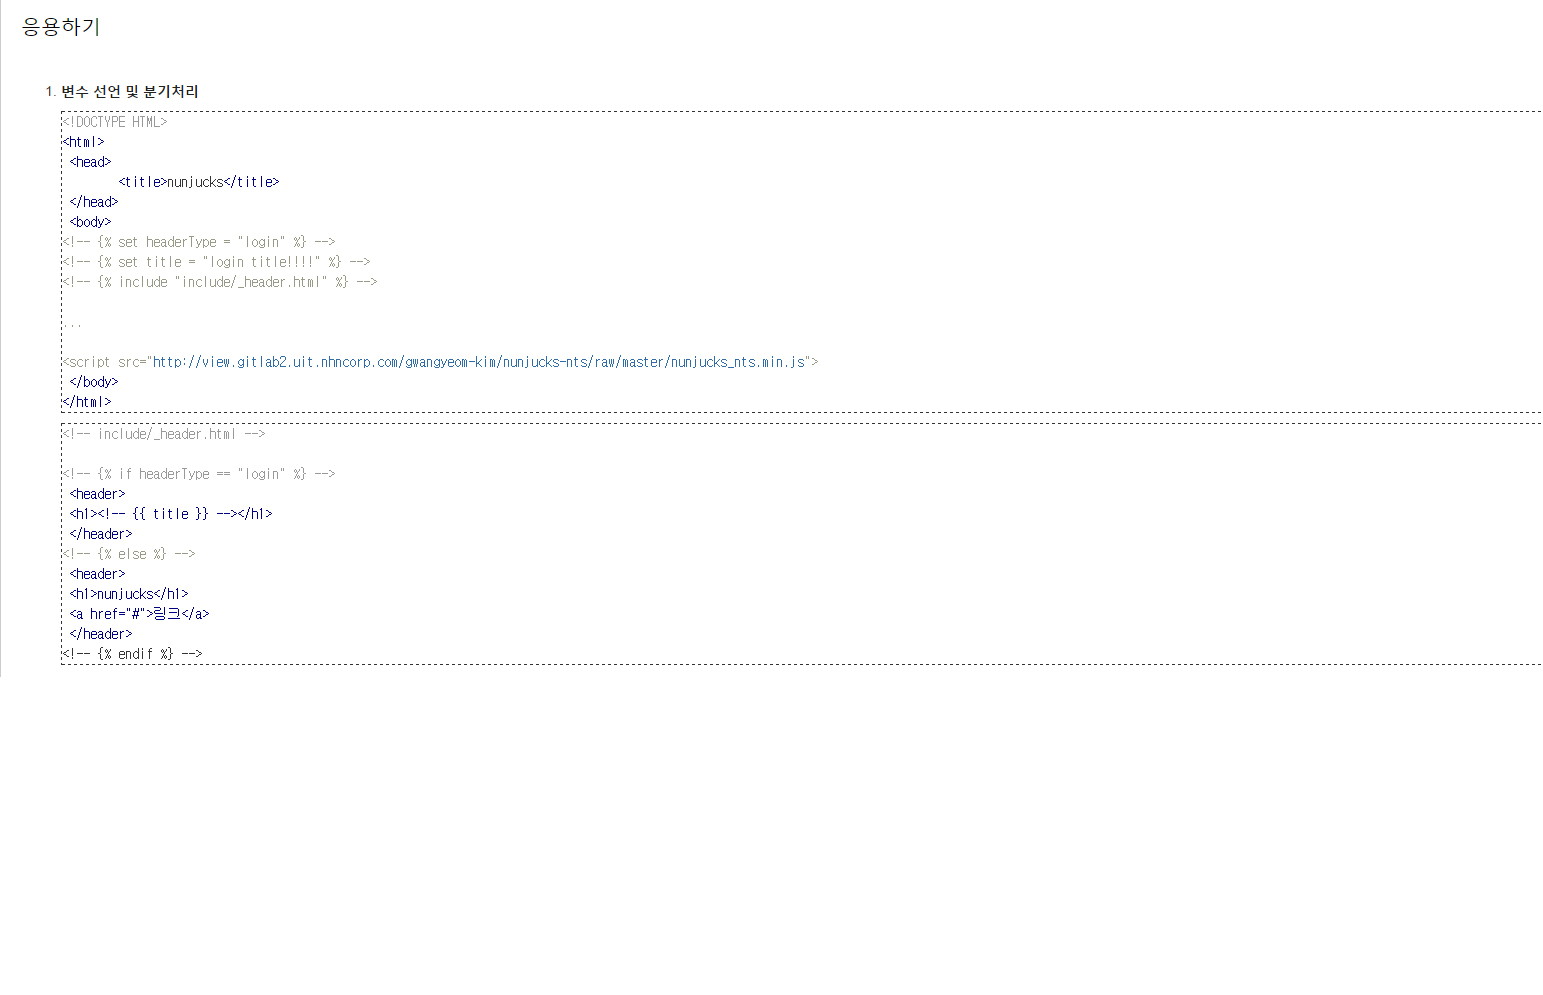 응용하기
1. 변수 선언 및 분기처리
<!DOCTYPE HTML>
<html>
<head>
<title>nunjucks</title>
</head>
<body>
<!-- {% set headerType = "login" %} -->
<!-- {% set title = "login title!!!!" %} -->
<!-- {% include "include/_header.html" %} -->
...
<script src="http://view.gitlab2.uit.nhncorp.com/gwangyeom-kim/nunjucks-nts/raw/master/nunjucks_nts.min.js">
</body>
</html>
<!-- include/_header.html -->
<!-- {% if headerType == "login" %} -->
<header>
<h1><!-- {{ title }} --></h1>
</header>
<!-- {% else %} -->
<header>
<h1>nunjucks</h1>
<a href="#">링크</a>
</header>
<!-- {% endif %} -->